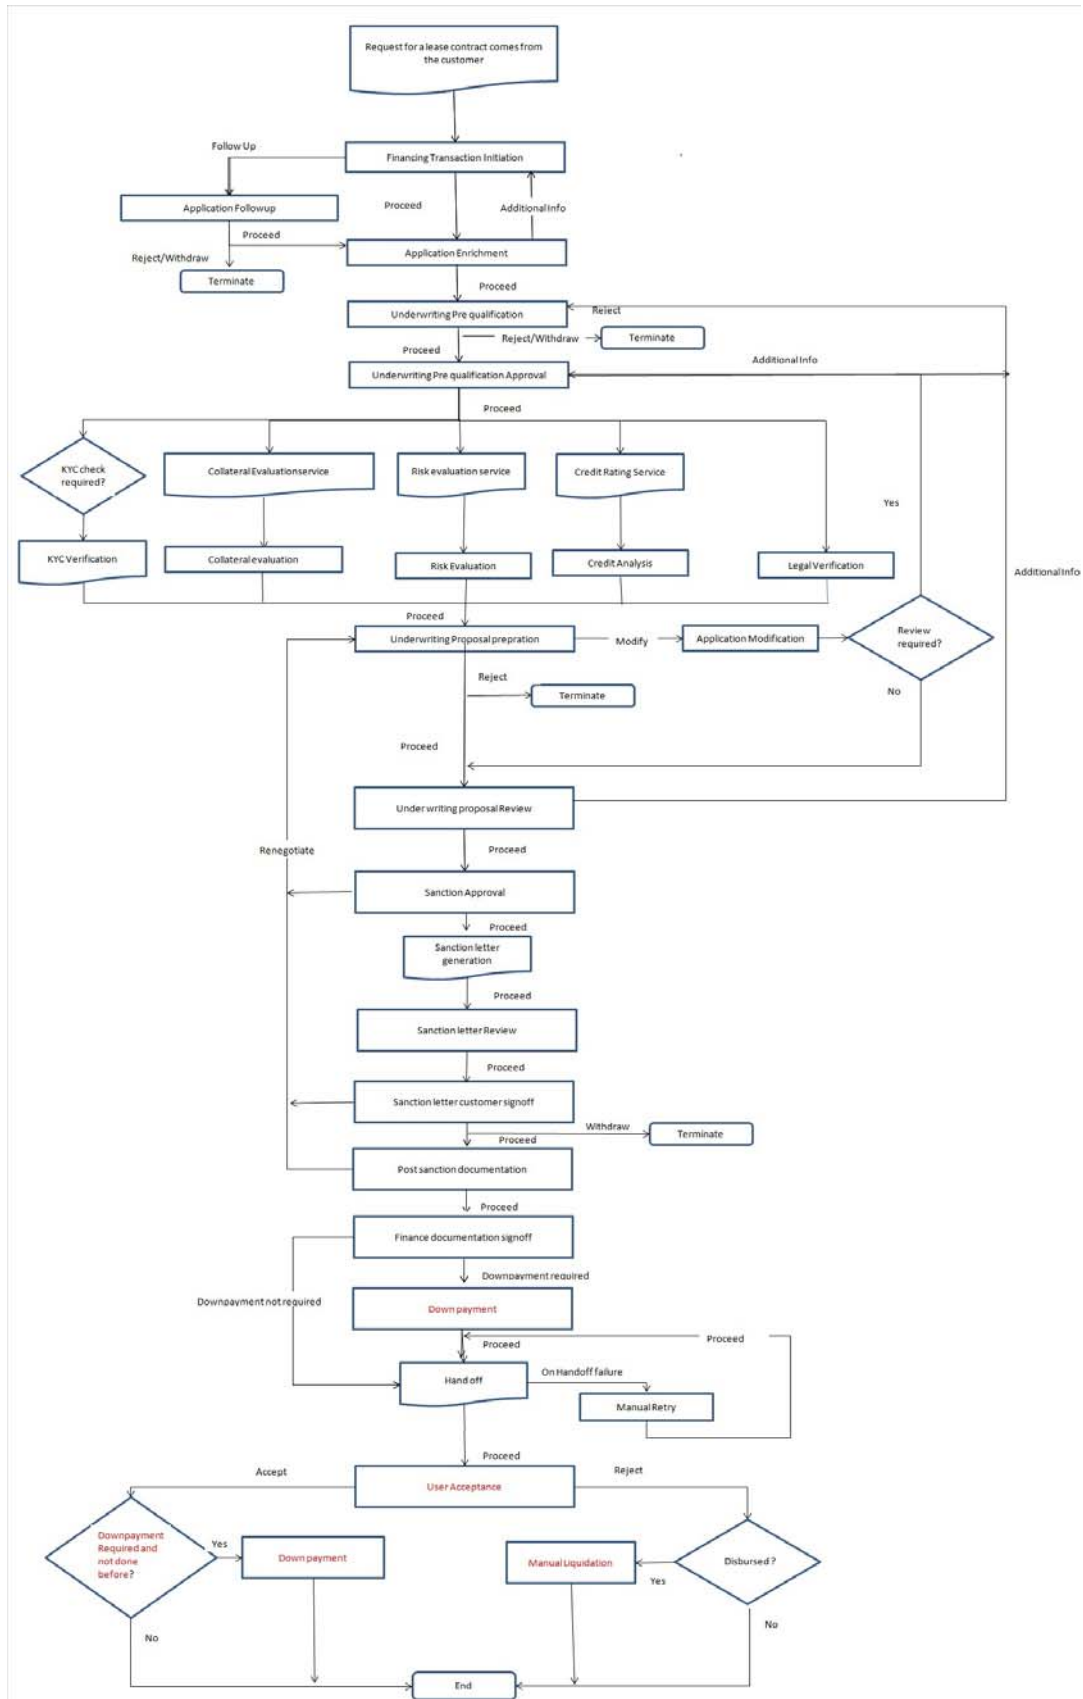 Request for a lease contract comes from
the customer
Follow Up
Financing Transaction Initiation
Application Followup
Proceed
Additional Info
Proceed
Reject/Withdraw
Application Enrichment
Terminate
Proceed
Underwriting Pre qualification
Reject
Reject/Withdraw
Terminate
Proceed
Additional Info
Underwriting Pre qualification Approval
Proceed
KYC check
required?
Collateral Evaluation service
Risk evaluation service
Credit Rating Service
Yes
KYC Verification
Collateral evaluation
Risk Evaluation
Credit Analysis
Legal Verification
Additional Info
Proceed
Underwriting Proposal prepration
Modify
Application Modification
Review
required?
Reject
Terminate
No
Proceed
Under writing proposal Review
Renegotiate
Proceed
Sanction Approval
Proceed
Sanction letter
generation
Proceed
Sanction letter Review
Proceed
Sanction letter customer signoff
Withdraw
Terminate
Proceed
Post sanction documentation
Proceed
Finance documentation signoff
Downpayment required
Downpayment not required
Down payment
Proceed
Proceed
Hand off
On Handoff failure
Manual Retry
Proceed
Accept
User Acceptance
Reject
Downpayment
Required and
not done
before?
Yes
Down payment
Manual Liquidation
Yes
Disbursed ?
No
No
End